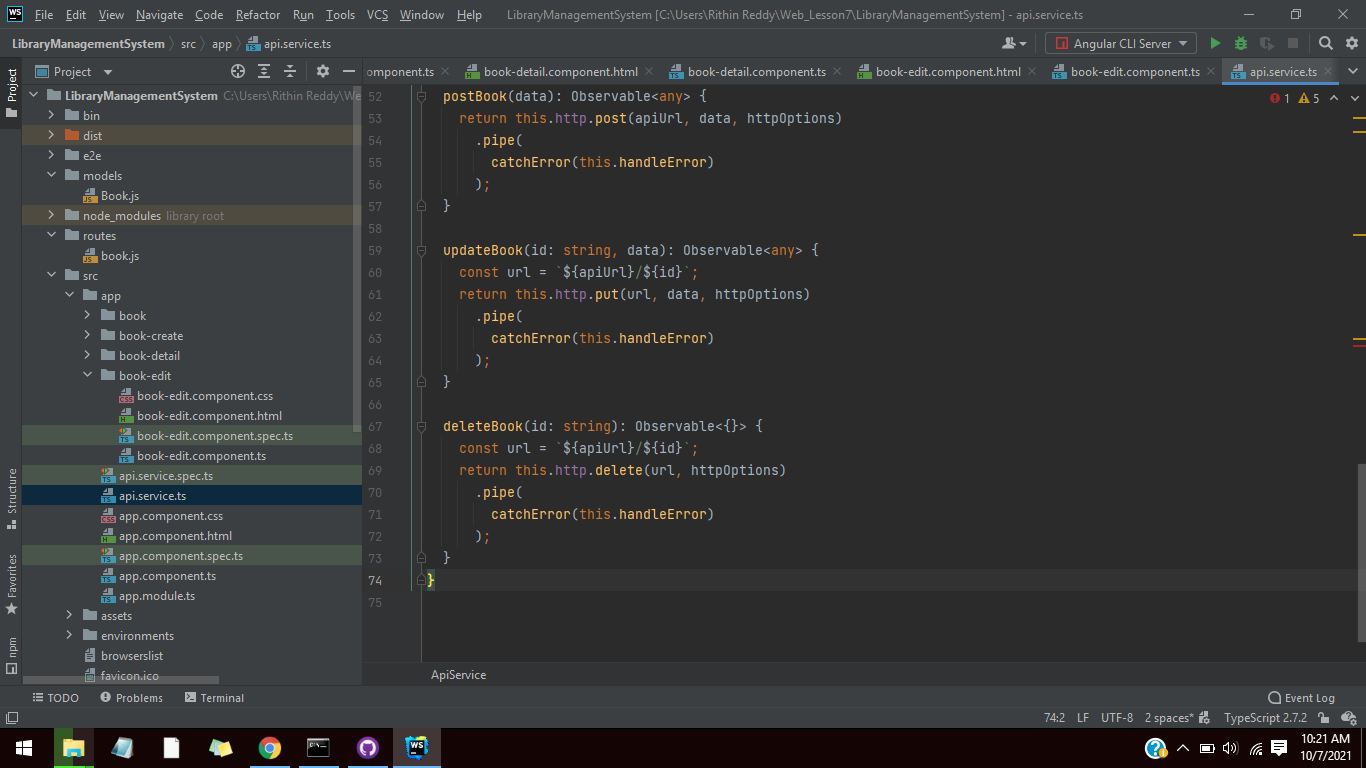 WS File Edit View Navigate Code Refactor Run Tools VCS Window Help LibraryManagementSystem [C:\Users\Rithin Reddy\Web_Lesson7\LibraryManagementSystem] - api.service.ts
LibraryManagementSystem src app api.service.ts Angular CLI Server
Project
Project
omponent.ts book-detail.component.html book-detail.component.ts book-edit.component.html book-edit.component.ts api.service.ts
LibraryManagementSystem C:\Users\Rithin Reddy\We
bin
dist
e2e
models
Book.js
node_modules library root
routes
book.js
src
app
book
book-create
book-detail
book-edit
book-edit.component.css
book-edit.component.html
book-edit.component.spec.ts
book-edit.component.ts
api.service.spec.ts
api.service.ts
app.component.css
app.component.html
app.component.spec.ts
app.component.ts
app.module.ts
assets
environments
browserslist
favicon.ico
Structure
Favorites
npm
1 5
52 postBook(data): Observable<any> {
53 return this.http.post(apiUrl, data, httpOptions)
54 .pipe(
55 catchError(this.handleError)
56 );
57 }
58
59 updateBook(id: string, data): Observable<any> {
60 const url = `${apiUrl}/${id}`;
61 return this.http.put(url, data, httpOptions)
62 .pipe(
63 catchError(this.handleError)
64 );
65 }
66
67 deleteBook(id: string): Observable<{}> {
68 const url = `${apiUrl}/${id}`;
69 return this.http.delete(url, httpOptions)
70 .pipe(
71 catchError(this.handleError)
72 );
73 }
74 }
75
ApiService
TODO Problems Terminal Event Log
74:2 LF UTF-8 2 spaces* TypeScript 2.7.2
WS
10:21 AM
10/7/2021